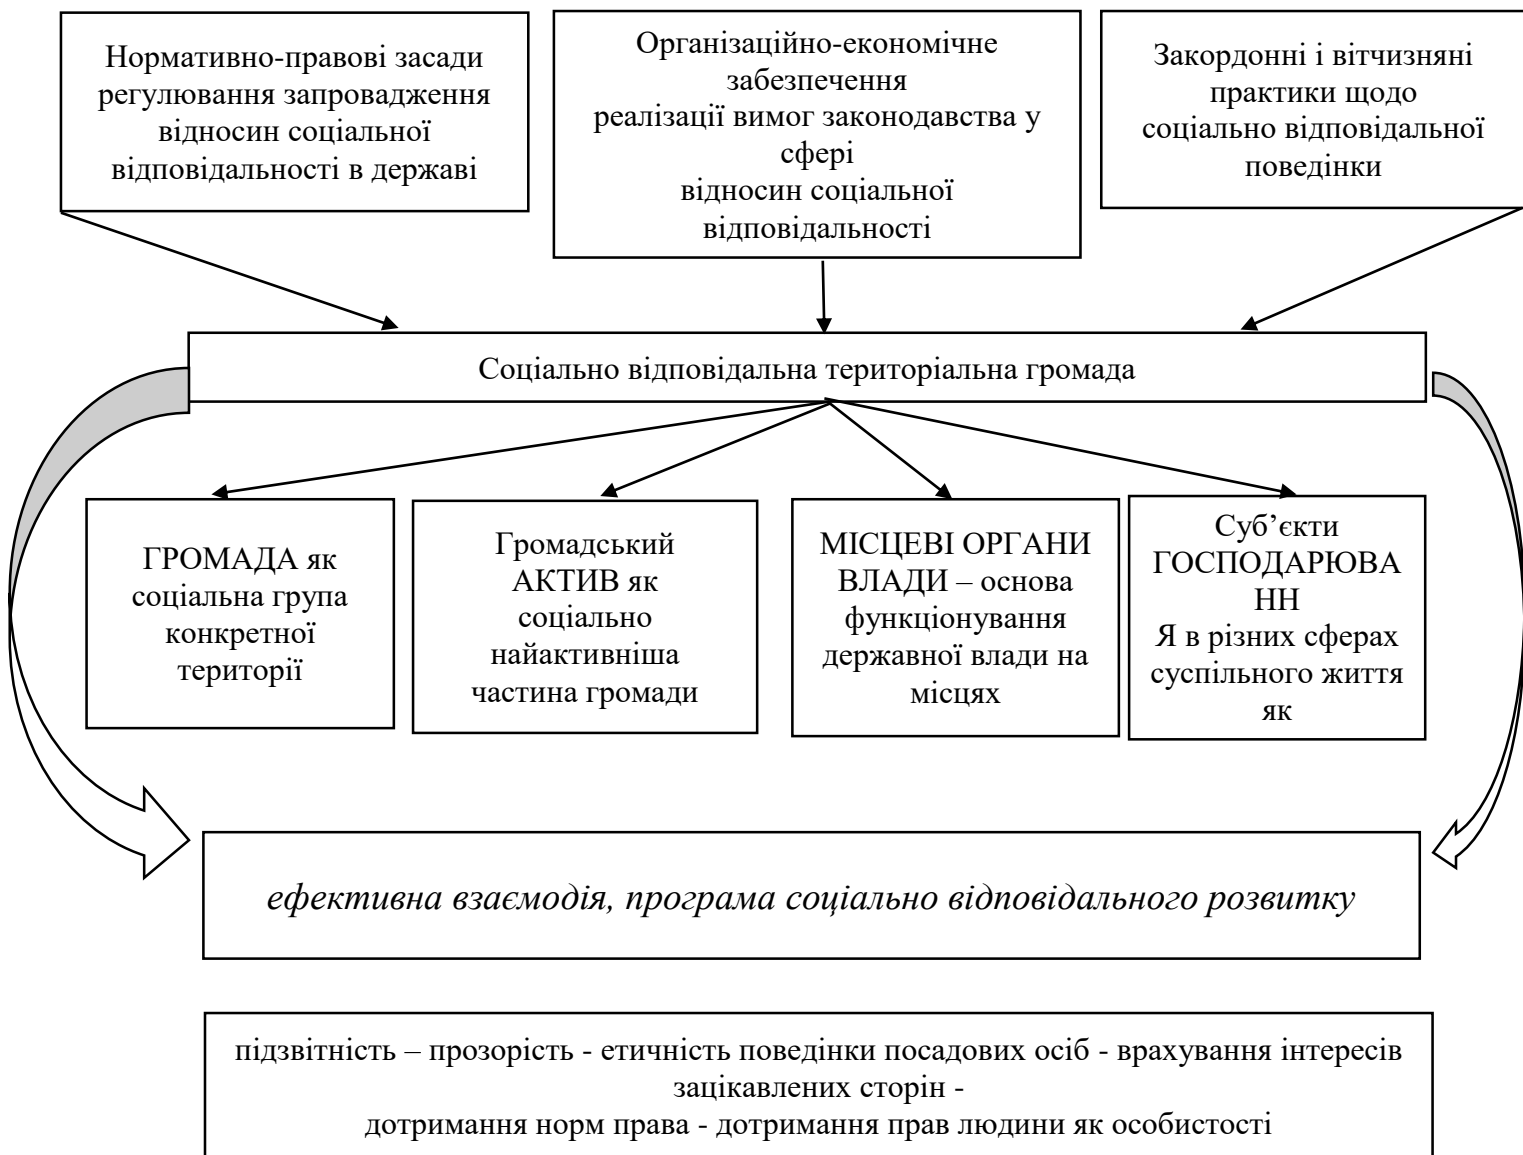 Нормативно-правові засади
регулювання запровадження
відносин соціальної
відповідальності в державі
Організаційно-економічне
забезпечення
реалізації вимог законодавства у
сфері
відносин соціальної
відповідальності
Закордонні і вітчизняні
практики щодо
соціально відповідальної
поведінки
Соціально відповідальна територіальна громада
ГРОМАДА як
соціальна група
конкретної
території
Громадський
АКТИВ як
соціально
найактивніша
частина громади
МІСЦЕВІ ОРГАНИ
ВЛАДИ – основа
функціонування
державної влади на
місцях
Суб’єкти
ГОСПОДАРЮВА
НН
Я в різних сферах
суспільного життя
як
ефективна взаємодія, програма соціально відповідального розвитку
підзвітність – прозорість - етичність поведінки посадових осіб - врахування інтересів
зацікавлених сторін -
дотримання норм права - дотримання прав людини як особистості